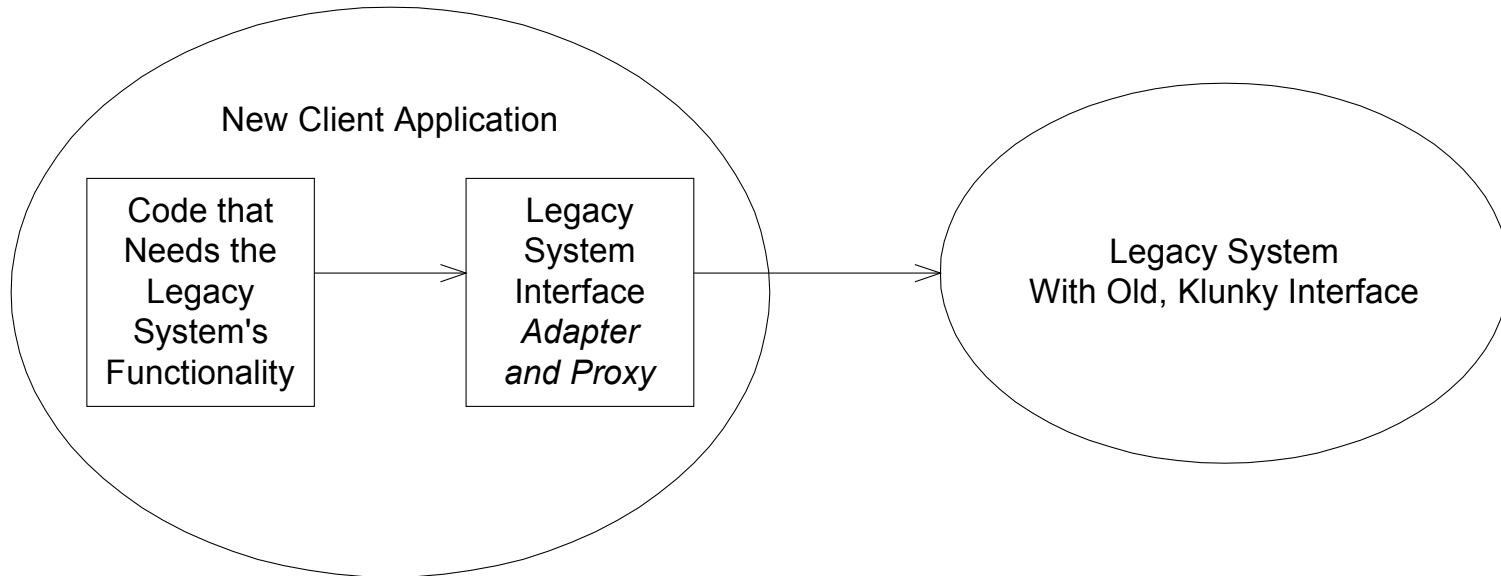 New Client Application
Code that
Needs the
Legacy
System's
Functionality
Legacy
System
Interface
Adapter
and Proxy
Legacy System
With Old, Klunky Interface